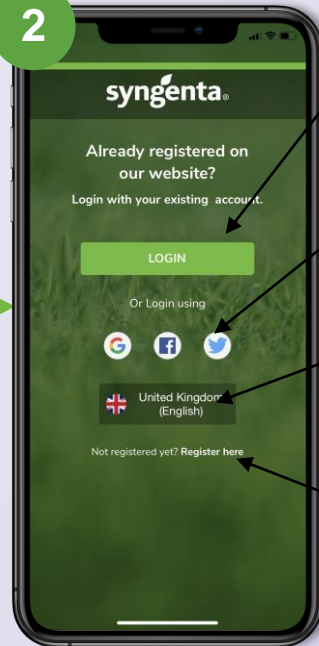 2
syngenta®
Already registered on
our website?
Login with your existing account.
LOGIN
Or Login using
United Kingdom
(English)
Not registered yet? Register here